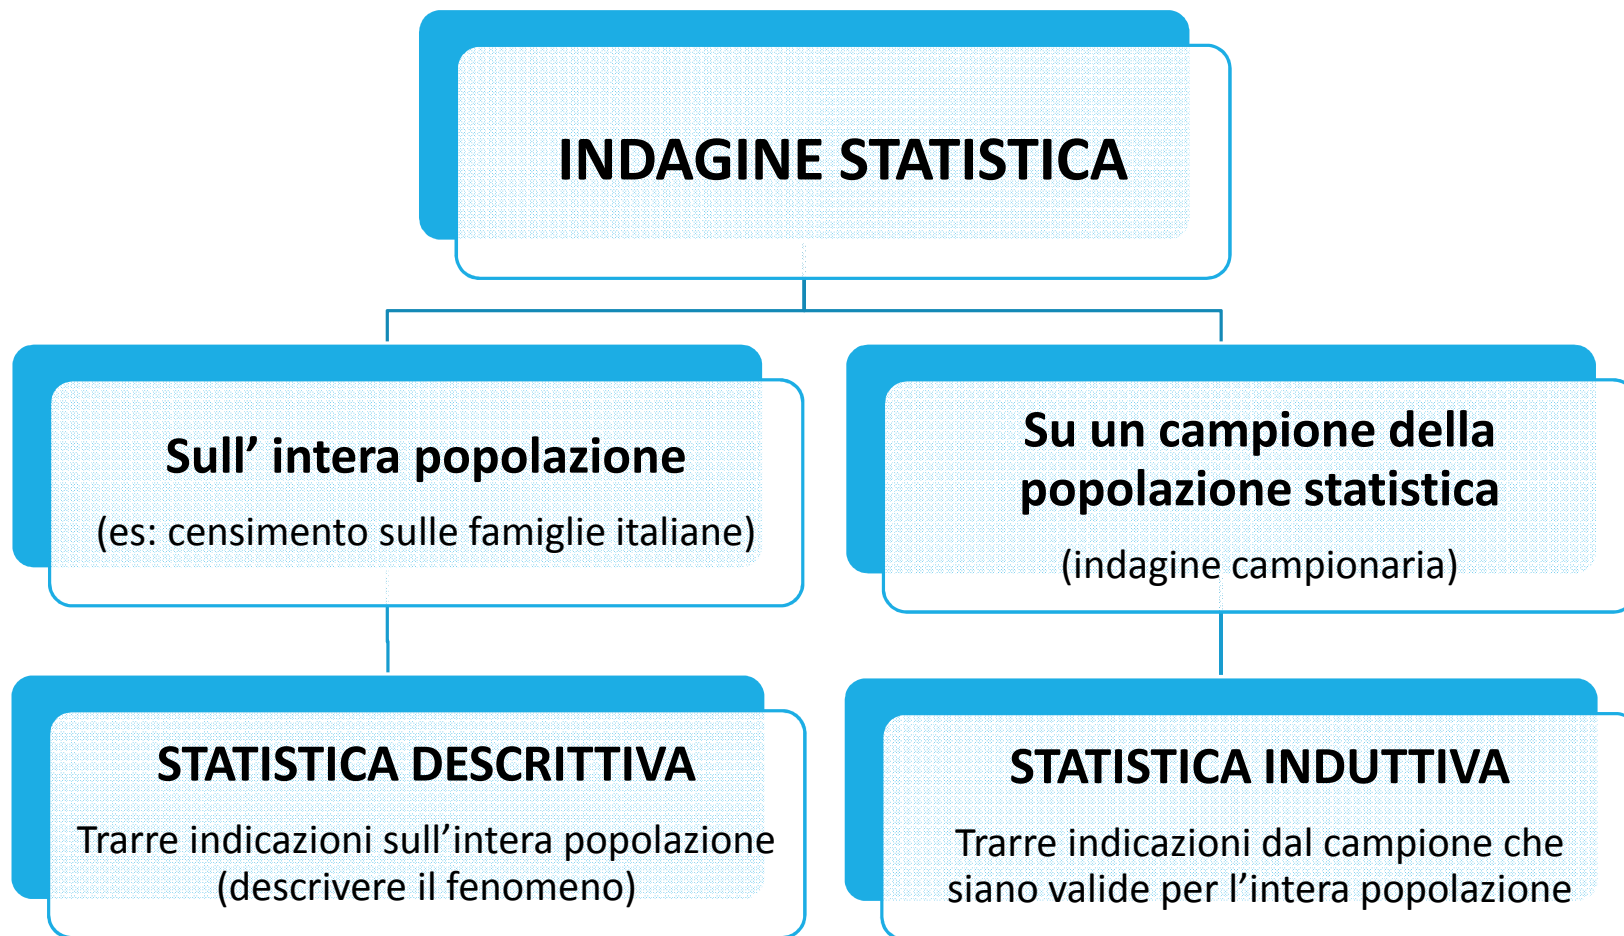 INDAGINE STATISTICA
Sull’ intera popolazione
(es: censimento sulle famiglie italiane)
Su un campione della
popolazione statistica
(indagine campionaria)
STATISTICA DESCRITTIVA
Trarre indicazioni sull’intera popolazione
(descrivere il fenomeno)
STATISTICA INDUTTIVA
Trarre indicazioni dal campione che
siano valide per l’intera popolazione